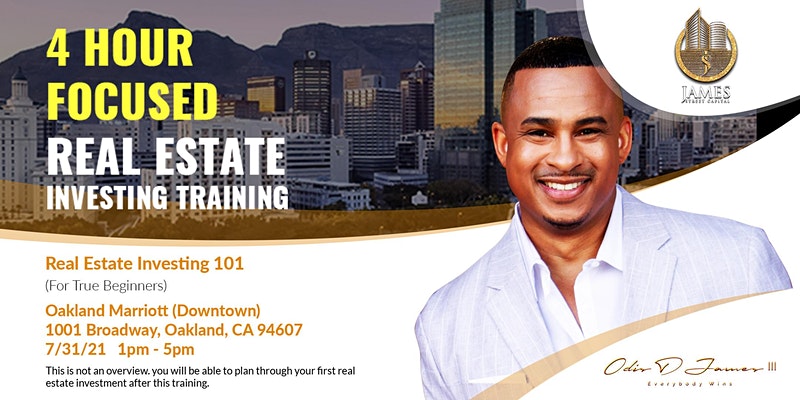 4 HOUR
FOCUSED
REAL ESTATE
INVESTING TRAINING
JAMES
STREET CAPITAL
Real Estate Investing 101
(For True Beginners)
Oakland Marriott (Downtown)
1001 Broadway, Oakland, CA 94607
7/31/21 1pm - 5pm
This is not an overview. you will be able to plan through your first real
estate investment after this training.
Odis D James III
Everybody Wins